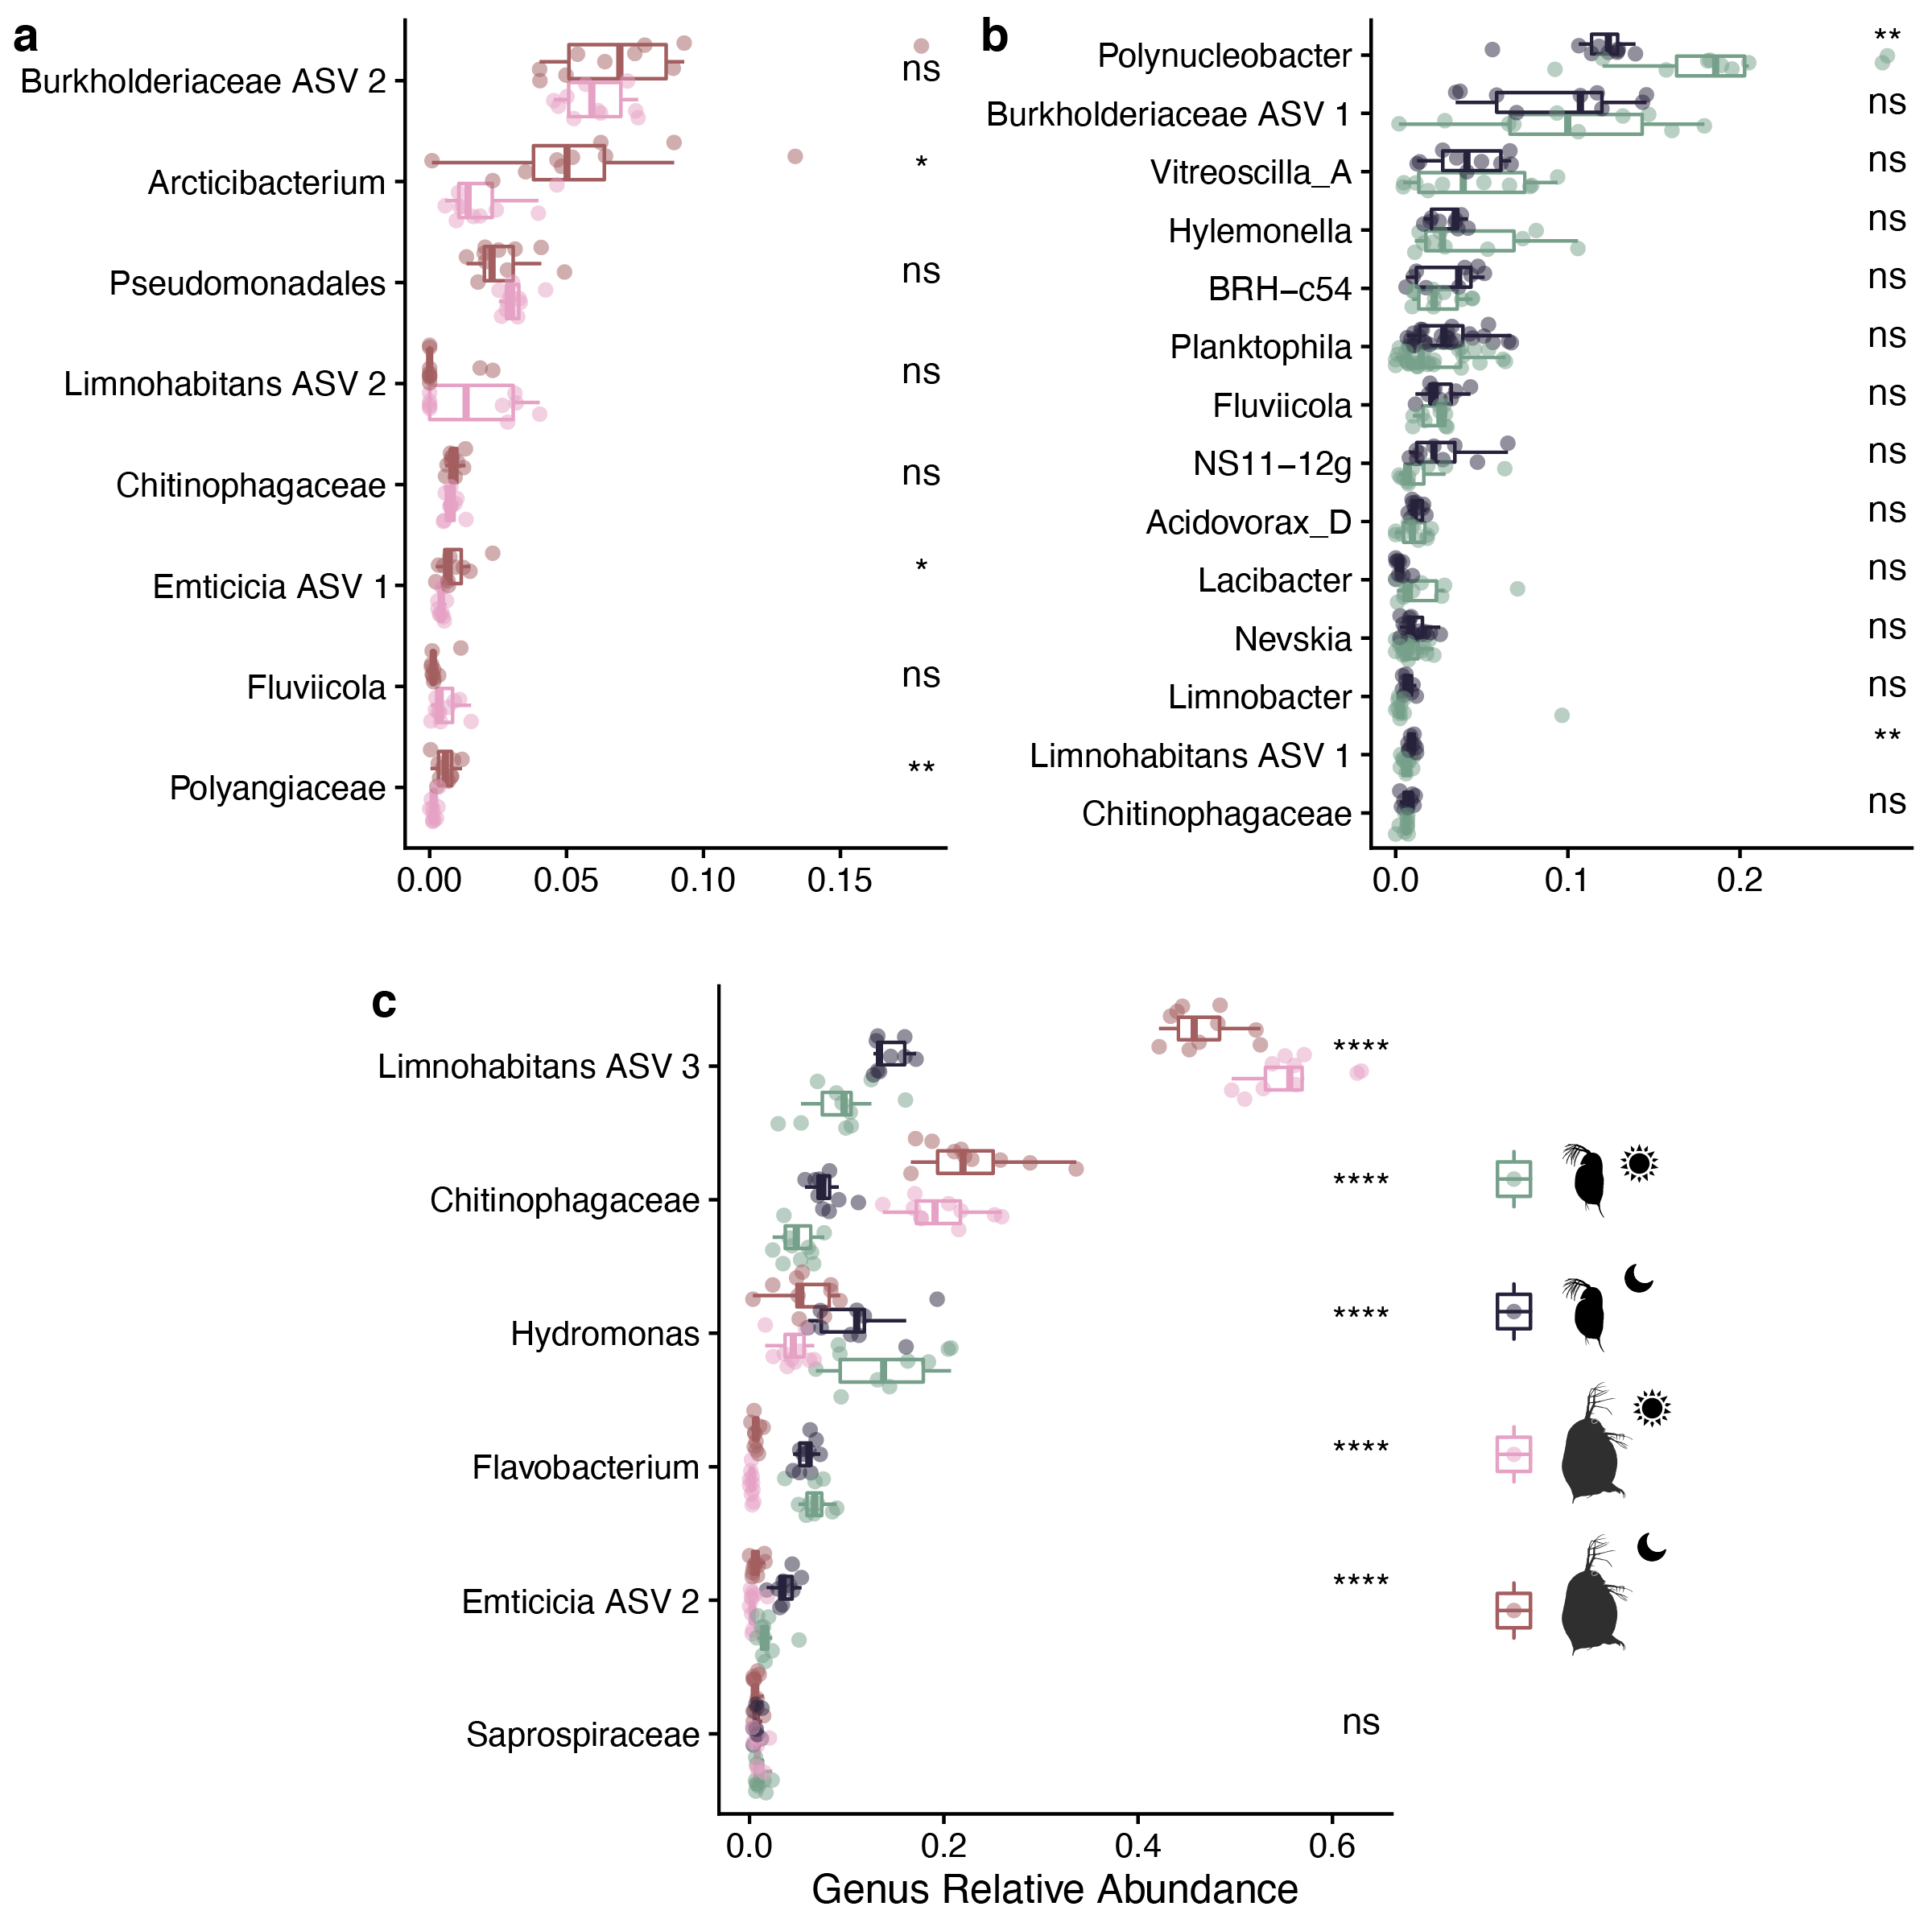 a
Burkholderiaceae ASV 2
ns
Arcticibacterium
*
Pseudomonadales
ns
Limnohabitans ASV 2
ns
Chitinophagaceae
ns
Emticicia ASV 1
*
Fluviicola
ns
Polyangiaceae
**
0.00 0.05 0.10 0.15
b
Polynucleobacter
**
Burkholderiaceae ASV 1
ns
Vitreoscilla_A
ns
Hylemonella
ns
BRH−c54
ns
Planktophila
ns
Fluviicola
ns
NS11−12g
ns
Acidovorax_D
ns
Lacibacter
ns
Nevskia
ns
Limnobacter
ns
Limnohabitans ASV 1
**
Chitinophagaceae
ns
0.0 0.1 0.2
c
Limnohabitans ASV 3
****
Chitinophagaceae
****
Hydromonas
****
Flavobacterium
****
Emticicia ASV 2
****
Saprospiraceae
ns
0.0 0.2 0.4 0.6
Genus Relative Abundance